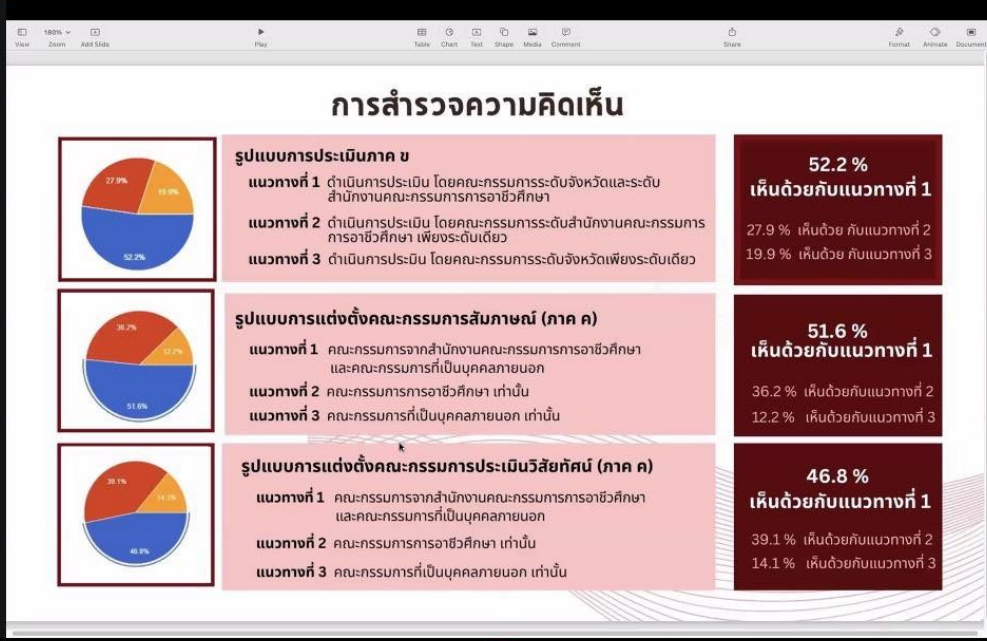 View
180%
Zoom
Add Slide
Play
Table
Chart
Text
Shape
Media
Comment
Share
Format
Animate
Document
การสำรวจความคิดเห็น
27.9%
19.9%
52.2%
รูปแบบการประเมินภาค ข
แนวทางที่ 1 ดำเนินการประเมิน โดยคณะกรรมการระดับจังหวัดและระดับ
สำนักงานคณะกรรมการการอาชีวศึกษา
แนวทางที่ 2 ดำเนินการประเมิน โดยคณะกรรมการระดับสำนักงานคณะกรรมการ
การอาชีวศึกษา เพียงระดับเดียว
แนวทางที่ 3 ดำเนินการประมิน โดยคณะกรรมการระดับจังหวัดเพียงระดับเดียว
52.2 %
เห็นด้วยกับแนวทางที่ 1
27.9 % เห็นด้วย กับแนวทางที่ 2
19.9 % เห็นด้วย กับแนวทางที่ 3
36.2%
12.2%
51.6%
รูปแบบการแต่งตั้งคณะกรรมการสัมภาษณ์ (ภาค ค)
แนวทางที่ 1 คณะกรรมการจากสำนักงานคณะกรรมการการอาชีวศึกษา
และคณะกรรมการที่เป็นบุคคลภายนอก
แนวทางที่ 2 คณะกรรมการการอาชีวศึกษา เท่านั้น
แนวทางที่ 3 คณะกรรมการที่เป็นบุคคลภายนอก เท่านั้น
51.6 %
เห็นด้วยกับแนวทางที่ 1
36.2 % เห็นด้วยกับแนวทางที่ 2
12.2 % เห็นด้วยกับแนวทางที่ 3
39.1%
14.1%
46.8%
รูปแบบการแต่งตั้งคณะกรรมการประเมินวิสัยทัศน์ (ภาค ค)
แนวทางที่ 1 คณะกรรมการจากสำนักงานคณะกรรมการการอาชีวศึกษา
และคณะกรรมการที่เป็นบุคคลภายนอก
แนวทางที่ 2 คณะกรรมการการอาชีวศึกษา เท่านั้น
แนวทางที่ 3 คณะกรรมการที่เป็นบุคคลภายนอก เท่านั้น
46.8 %
เห็นด้วยกับแนวทางที่ 1
39.1 % เห็นด้วยกับแนวทางที่ 2
14.1 % เห็นด้วยกับแนวทางที่ 3